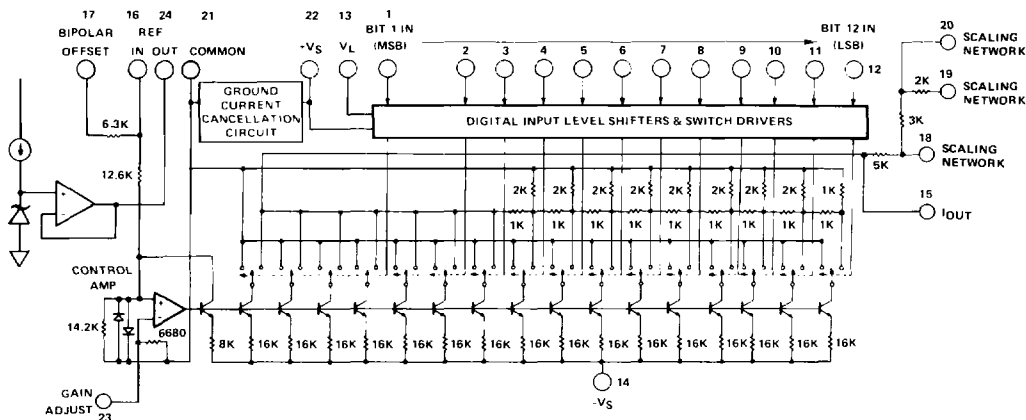 17
16
24
21
22
13
1
20
BIPOLAR
OFFSET
REF
IN
OUT
COMMON
-VS
VL
BIT 1 IN
(MSB)
2
3
4
5
6
7
8
9
10
11
BIT 12 IN
(LSB)
12
SCALING
NETWORK
19
2K
SCALING
NETWORK
3K
18
SCALING
NETWORK
5K
15
IOUT
GROUND
CURRENT
CANCELLATION
CIRCUIT
DIGITAL INPUT LEVEL SHIFTERS & SWITCH DRIVERS
6.3K
12.6K
2K 2K 2K 2K 2K 2K 2K 1K
1K 1K 1K 1K 1K 1K 1K 1K
CONTROL
AMP
14.2K
6680
8K 16K 16K 16K 16K 16K 16K 16K 16K 16K 16K 16K 16K 16K 16K 16K
14
-VS
GAIN
ADJUST
23